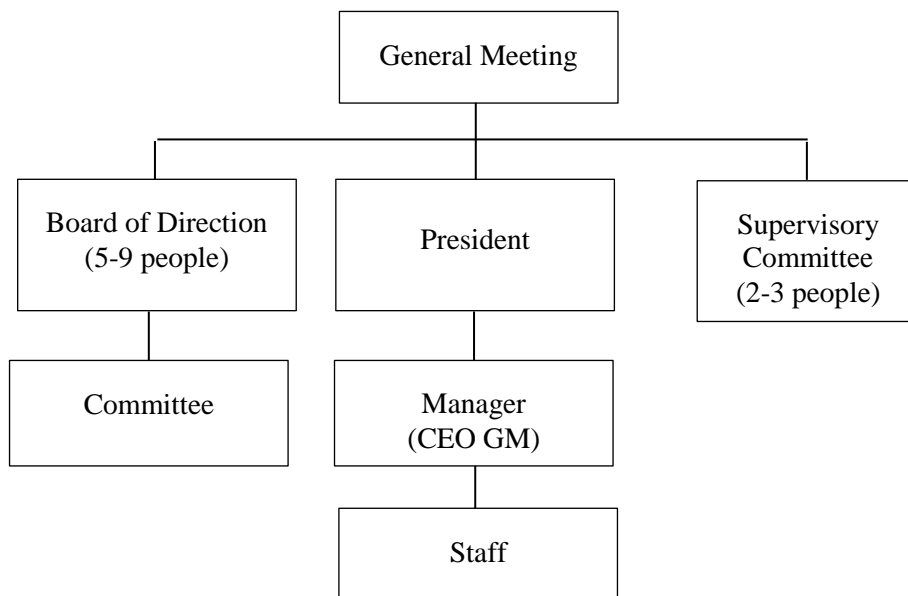 General Meeting
Board of Direction
(5-9 people)
President
Supervisory
Committee
(2-3 people)
Committee
Manager
(CEO GM)
Staff